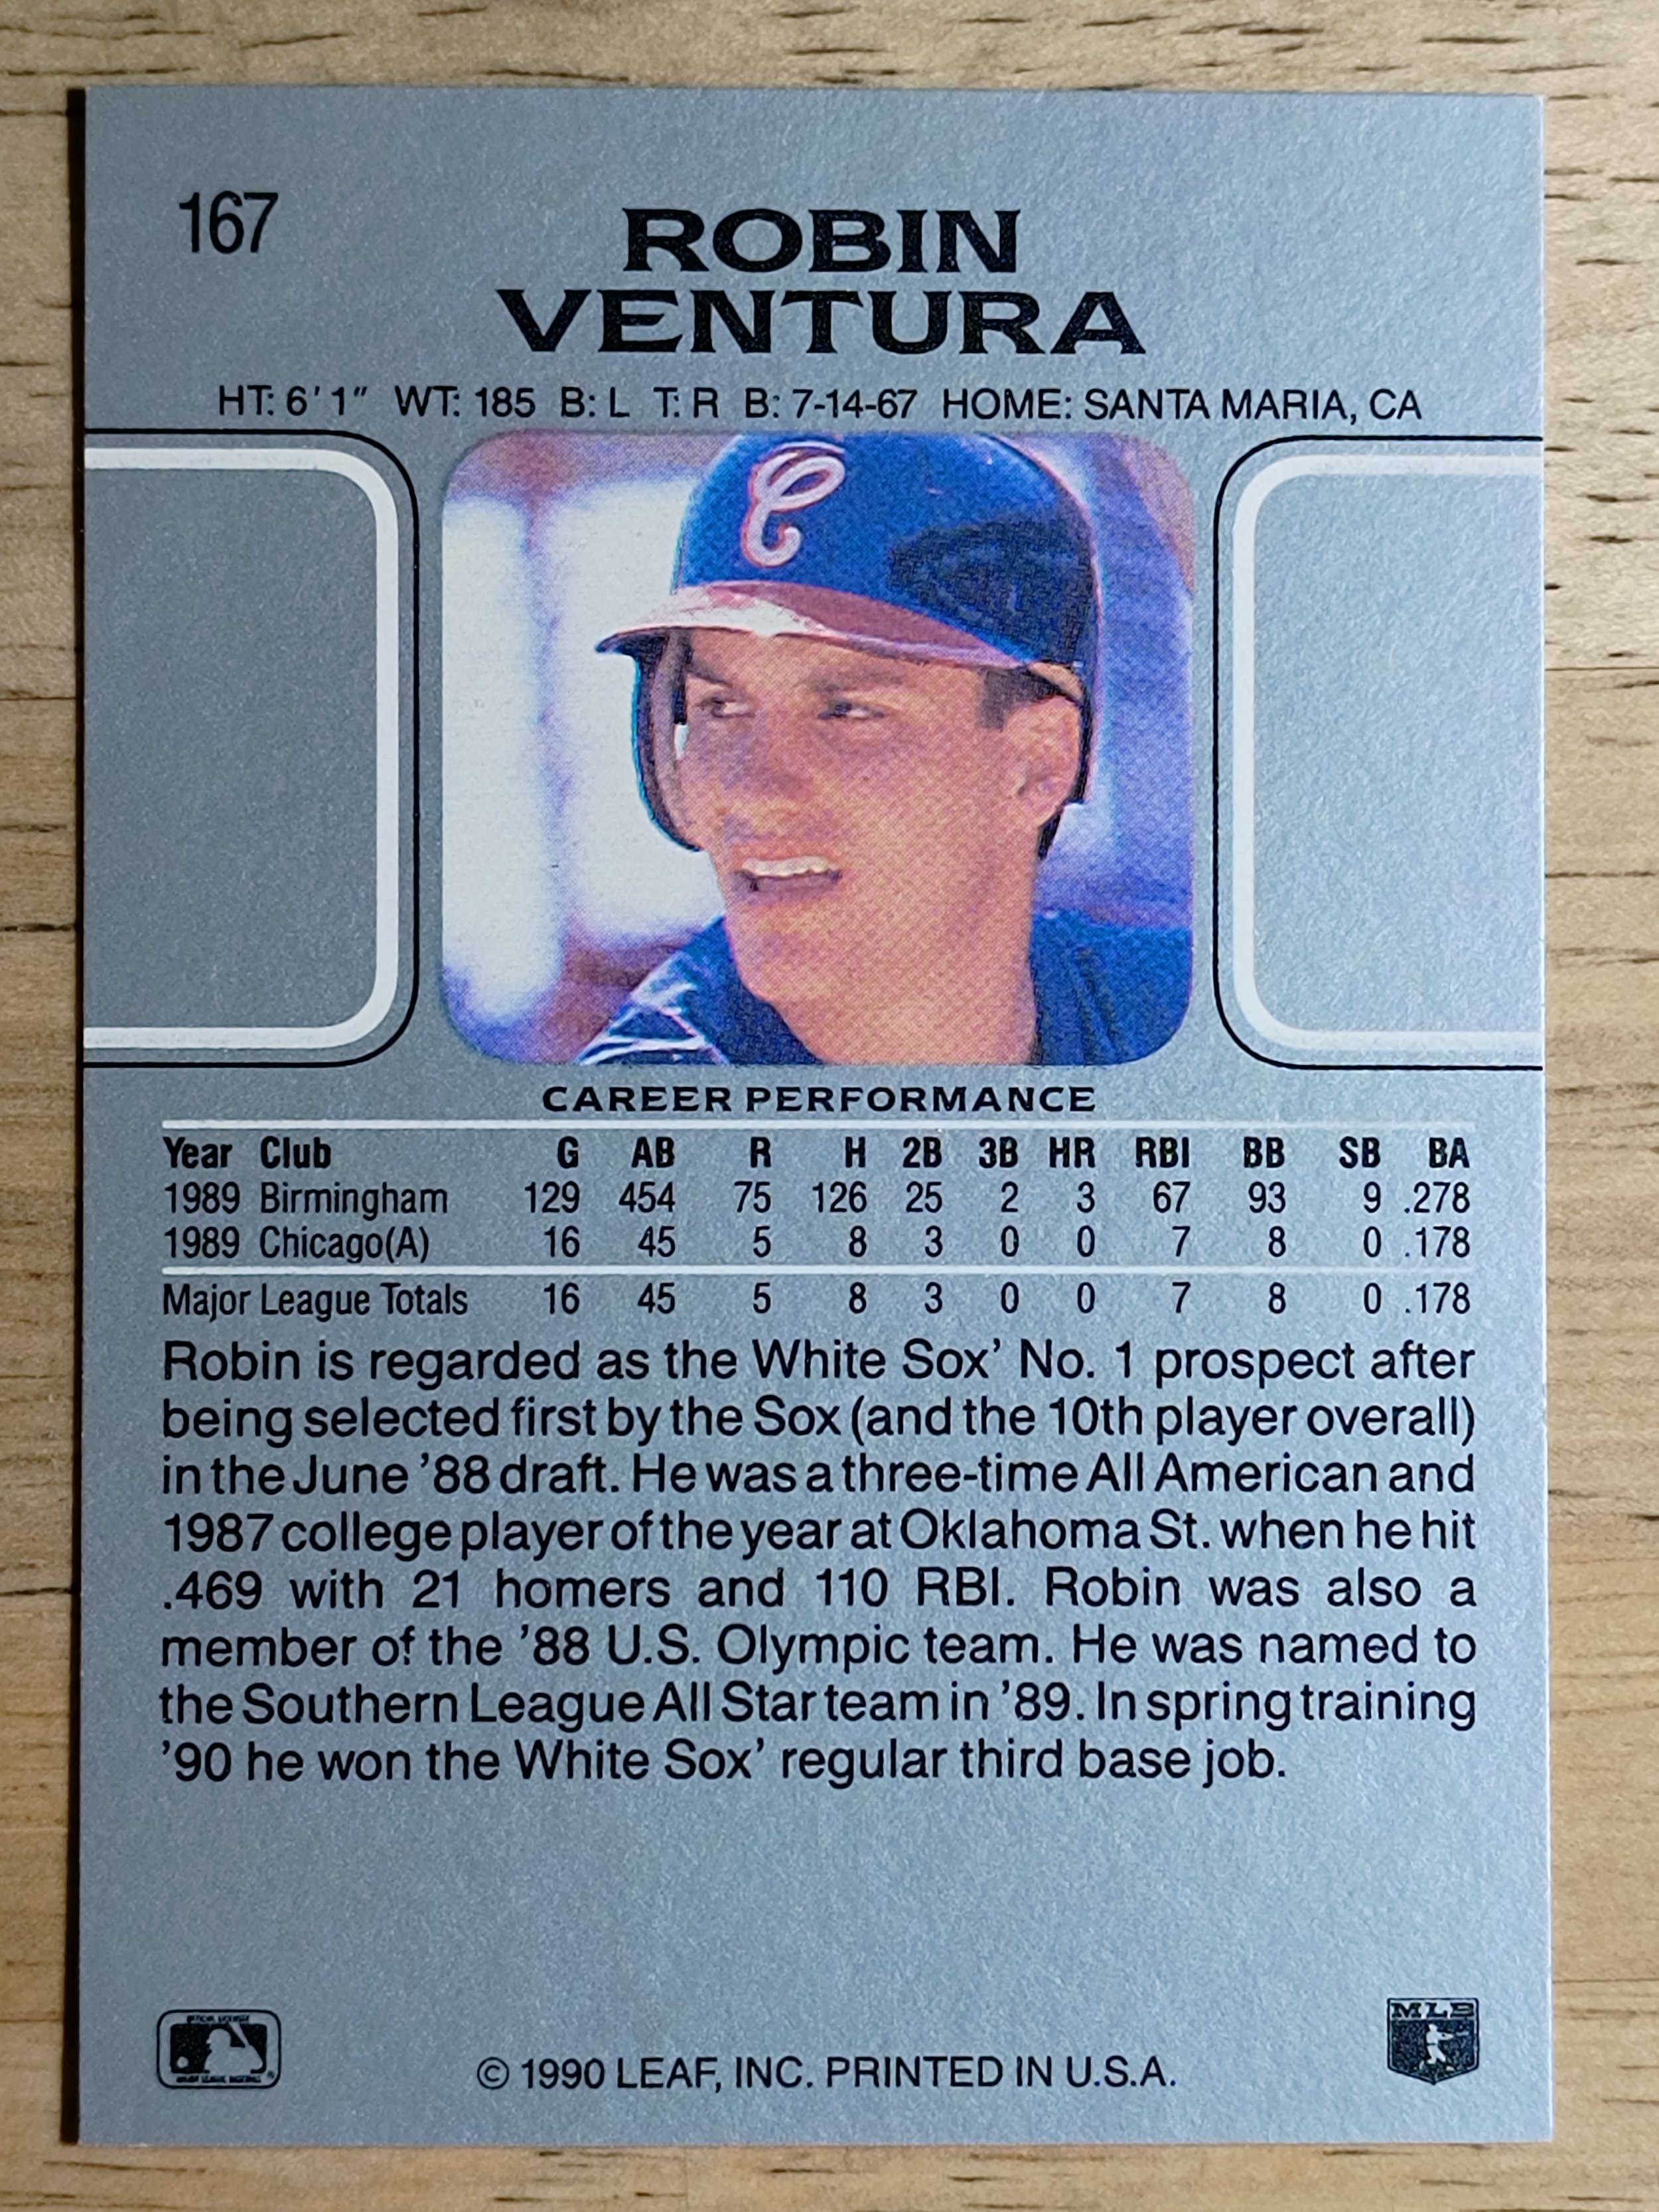 167
ROBIN
VENTURA
HT: 6'1" WT: 185 B: L T: R B: 7-14-67 HOME: SANTA MARIA, CA
C
CAREER PERFORMANCE
Year Club G AB R H 2B 3B HR RBI BB SB BA
1989 Birmingham 129 454 75 126 25 2 3 67 93 9 .278
1989 Chicago(A) 16 45 5 8 3 0 0 7 8 0 .178
Major League Totals 16 45 5 8 3 0 0 7 8 0 .178
Robin is regarded as the White Sox' No. 1 prospect after
being selected first by the Sox (and the 10th player overall)
in the June '88 draft. He was a three-time All American and
1987 college player of the year at Oklahoma St. when he hit
.469 with 21 homers and 110 RBI. Robin was also a
member of the '88 U.S. Olympic team. He was named to
the Southern League All Star team in '89. In spring training
'90 he won the White Sox' regular third base job.
© 1990 LEAF, INC. PRINTED IN U.S.A.
MLB